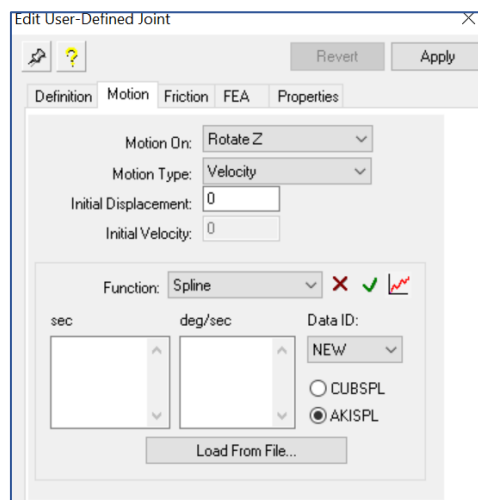 Edit User-Defined Joint
? Revert Apply
Definition Motion Friction FEA Properties
Motion On: Rotate Z
Motion Type: Velocity
Initial Displacement: 0
Initial Velocity: 0
Function: Spline
sec deg/sec Data ID:
NEW
CUBSPL
AKISPL
Load From File...